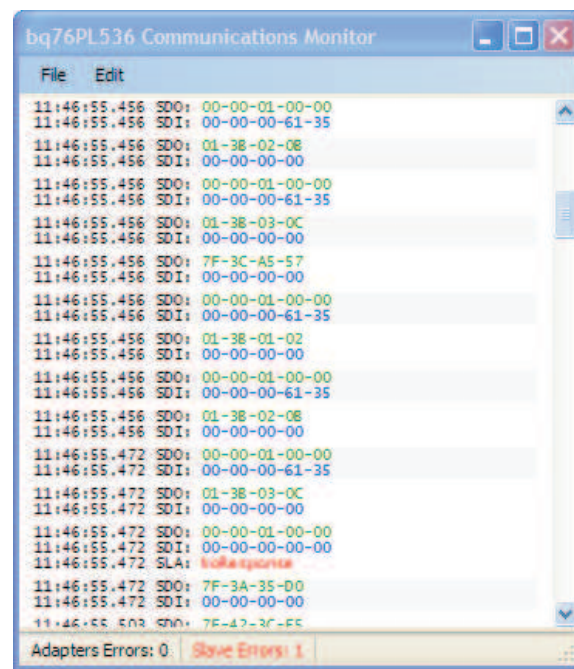 bq76PL536 Communications Monitor
File Edit
11:46:55.456 SDO: 00-00-01-00-00
11:46:55.456 SDI: 00-00-00-61-35
11:46:55.456 SDO: 01-3B-02-0B
11:46:55.456 SDI: 00-00-00-00
11:46:55.456 SDO: 00-00-01-00-00
11:46:55.456 SDI: 00-00-00-61-35
11:46:55.456 SDO: 01-3B-03-0C
11:46:55.456 SDI: 00-00-00-00
11:46:55.456 SDO: 7F-3C-A5-57
11:46:55.456 SDI: 00-00-00-00
11:46:55.456 SDO: 00-00-01-00-00
11:46:55.456 SDI: 00-00-00-61-35
11:46:55.456 SDO: 01-3B-01-02
11:46:55.456 SDI: 00-00-00-00
11:46:55.456 SDO: 00-00-01-00-00
11:46:55.456 SDI: 00-00-00-61-35
11:46:55.456 SDO: 01-3B-02-0B
11:46:55.456 SDI: 00-00-00-00
11:46:55.472 SDO: 00-00-01-00-00
11:46:55.472 SDI: 00-00-00-61-35
11:46:55.472 SDO: 01-3B-03-0C
11:46:55.472 SDI: 00-00-00-00
11:46:55.472 SDO: 00-00-01-00-00
11:46:55.472 SDI: 00-00-00-00-00
11:46:55.472 SLA: NoResponse
11:46:55.472 SDO: 7F-3A-35-D0
11:46:55.472 SDI: 00-00-00-00
11:46:55.503 SDO: 7F-42-3C-F5
Adapters Errors: 0 Slave Errors: 1